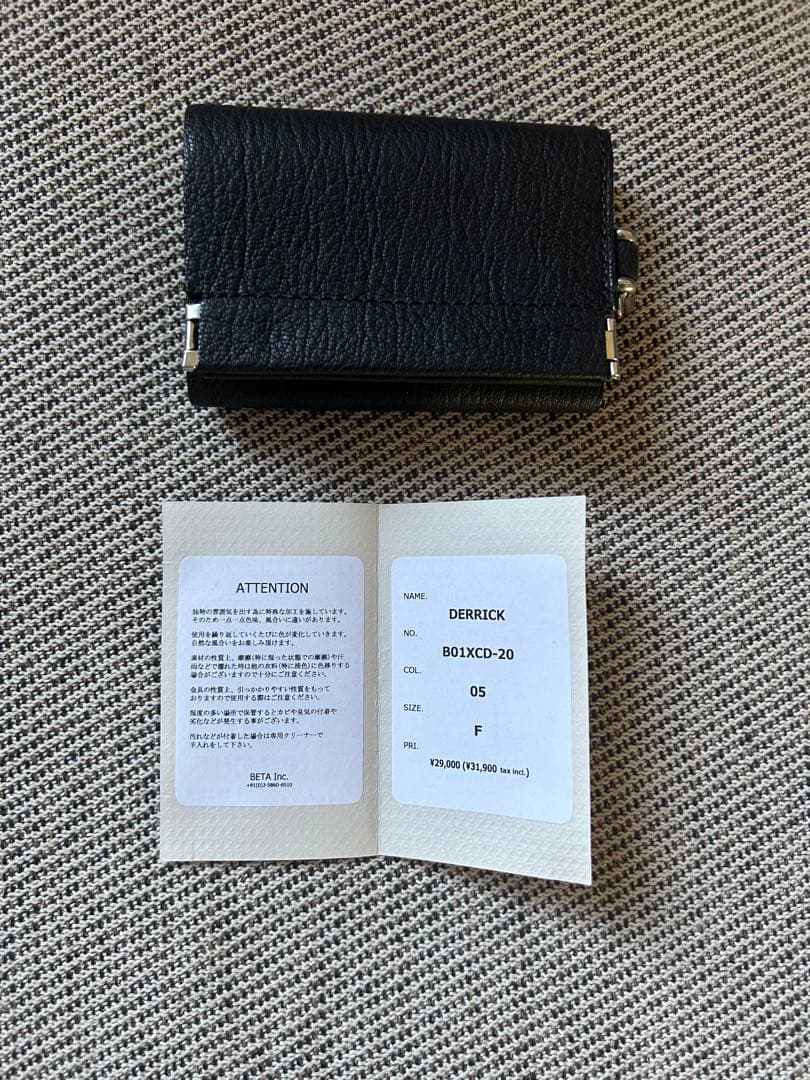 ATTENTION
独特の雰囲気を出す為に特殊な加工を施しています。
そのため一点一点色味、風合いに違いがあります。
使用を繰り返していくたびに色が変化していきます。
自然な風合いをお楽しみ頂けます。
素材の性質上、摩擦(特に湿った状態での摩擦)や汗
雨などで濡れた時は他の衣料(特に淡色)に色移りする
場合がございますので十分にご注意ください。
金具の性質上、引っかかりやすい性質をもって
おりますので使用する際はご注意ください。
湿度の多い場所で保管するとカビや臭気の付着や
劣化などが発生する事がございます。
汚れなどが付着した場合は専用クリーナーで
手入れをして下さい。
BETA Inc.
+81(0)3-5860-6510
NAME.
DERRICK
NO.
B01XCD-20
COL.
05
SIZE.
F
PRI.
¥29,000 (¥31,900 tax incl.)